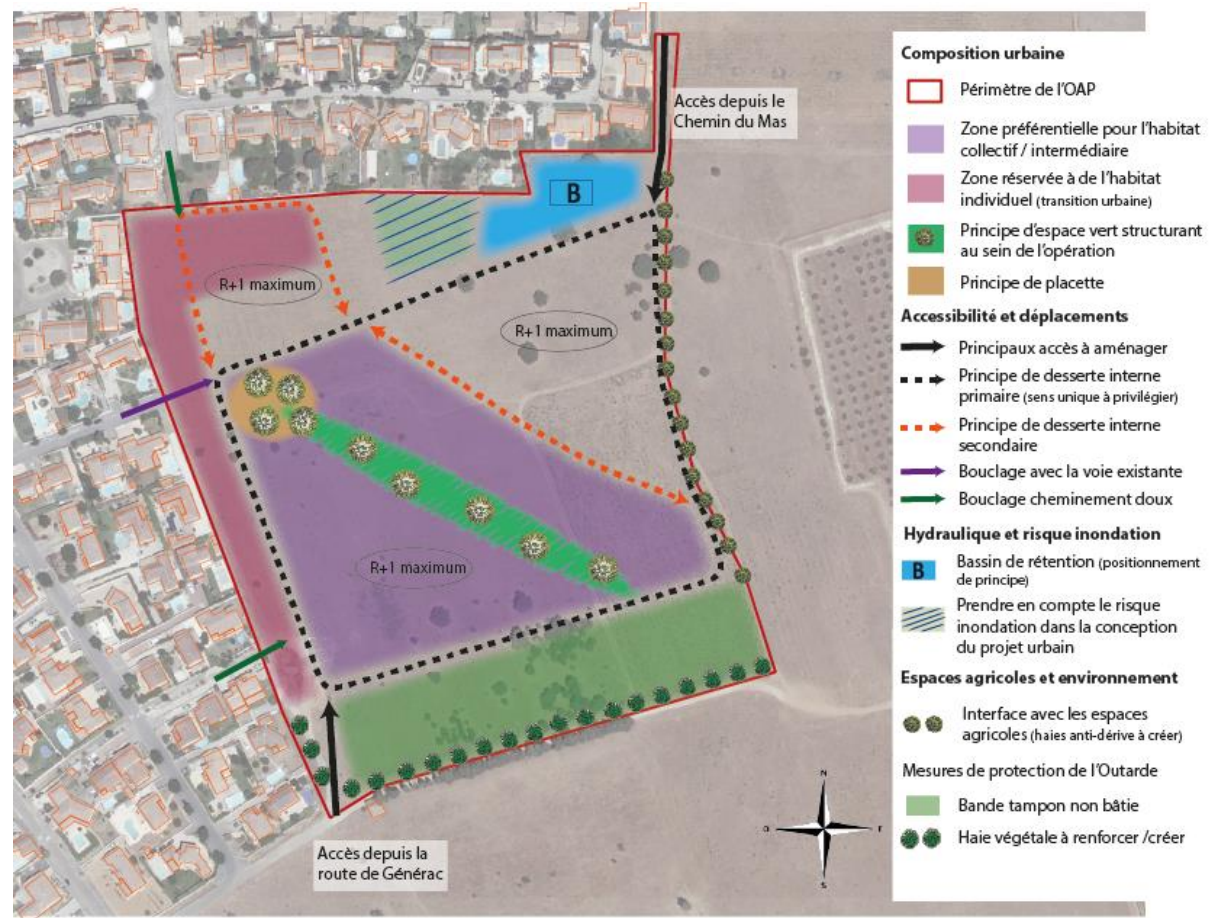 Accès depuis le
Chemin du Mas
B
R+1 maximum
R+1 maximum
R+1 maximum
Accès depuis la
route de Générac
N
O
E
S
Composition urbaine
Périmètre de l'OAP
Zone préférentielle pour l'habitat
collectif / intermédiaire
Zone réservée à de l'habitat
individuel (transition urbaine)
Principe d'espace vert structurant
au sein de l'opération
Principe de placette
Accessibilité et déplacements
Principaux accès à aménager
Principe de desserte interne
primaire (sens unique à privilégier)
Principe de desserte interne
secondaire
Bouclage avec la voie existante
Bouclage cheminement doux
Hydraulique et risque inondation
B
Bassin de rétention (positionnement
de principe)
Prendre en compte le risque
inondation dans la conception
du projet urbain
Espaces agricoles et environnement
Interface avec les espaces
agricoles (haies anti-dérive à créer)
Mesures de protection de l'Outarde
Bande tampon non bâtie
Haie végétale à renforcer /créer